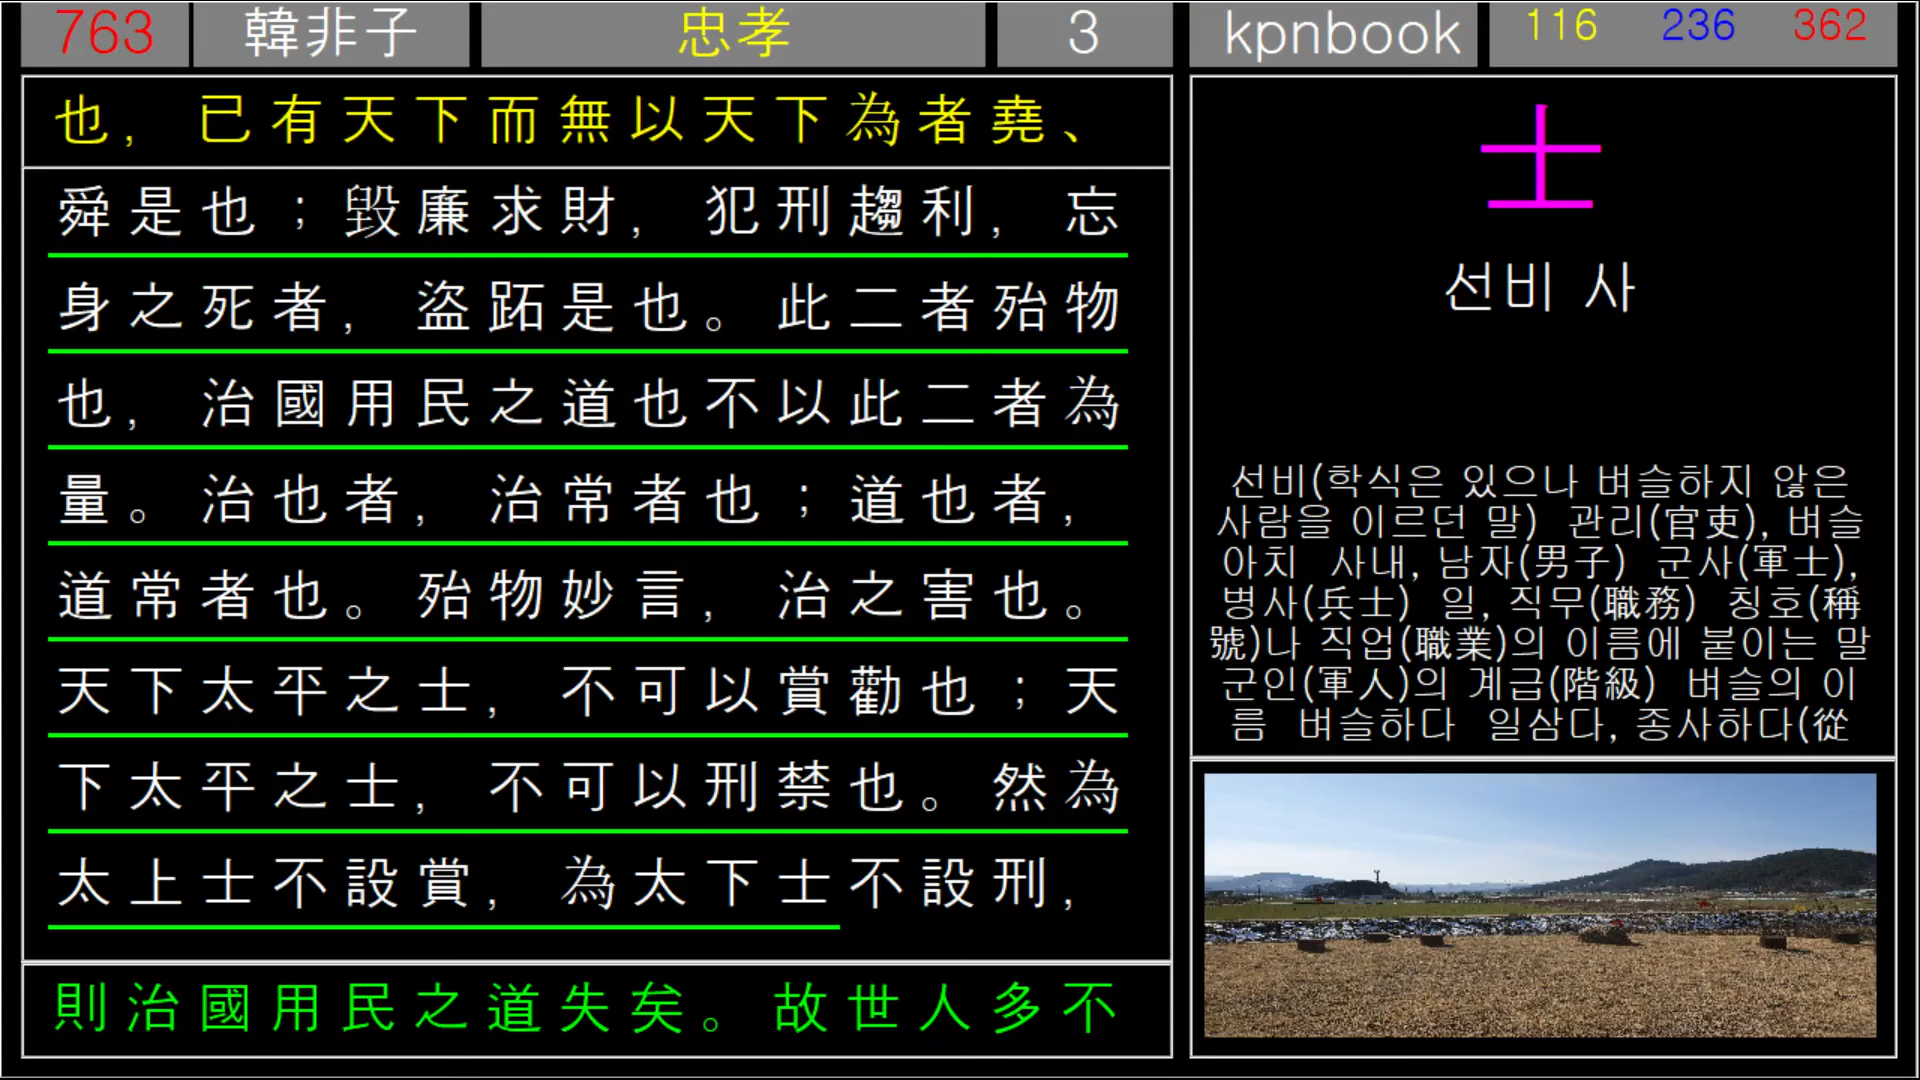 763 韓非子 忠孝 3 kpnbook 116 236 362
也, 已有天下而無以天下為者堯、
舜是也;毀廉求財, 犯刑趨利, 忘
身之死者, 盜跖是也。此二者殆物
也, 治國用民之道也不以此二者為
量。治也者, 治常者也;道也者,
道常者也。殆物妙言, 治之害也。
天下太平之士, 不可以賞勸也;天
下太平之士, 不可以刑禁也。然為
太上士不設賞, 為太下士不設刑,
則治國用民之道失矣。故世人多不
士
선비 사
선비(학식은 있으나 벼슬하지 않은
사람을 이르던 말) 관리(官吏), 벼슬
아치 사내, 남자(男子) 군사(軍士),
병사(兵士) 일, 직무(職務) 칭호(稱
號)나 직업(職業)의 이름에 붙이는 말
군인(軍人)의 계급(階級) 벼슬의 이
름 벼슬하다 일삼다, 종사하다(從